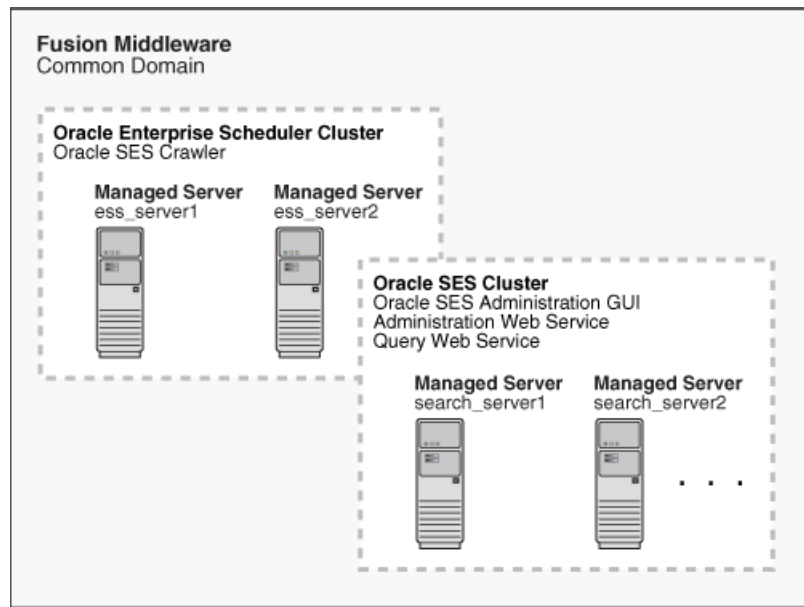 Fusion Middleware
Common Domain
Oracle Enterprise Scheduler Cluster
Oracle SES Crawler
Managed Server
ess_server1
Managed Server
ess_server2
Oracle SES Cluster
Oracle SES Administration GUI
Administration Web Service
Query Web Service
Managed Server
search_server1
Managed Server
search_server2
. . .